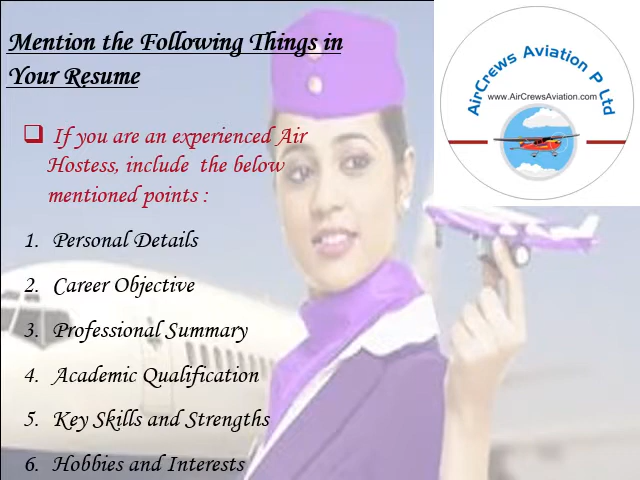 Mention the Following Things in
Your Resume
If you are an experienced Air
Hostess, include the below
mentioned points :
1. Personal Details
2. Career Objective
3. Professional Summary
4. Academic Qualification
5. Key Skills and Strengths
6. Hobbies and Interests
AirCrews Aviation P Ltd
www.AirCrewsAviation.com